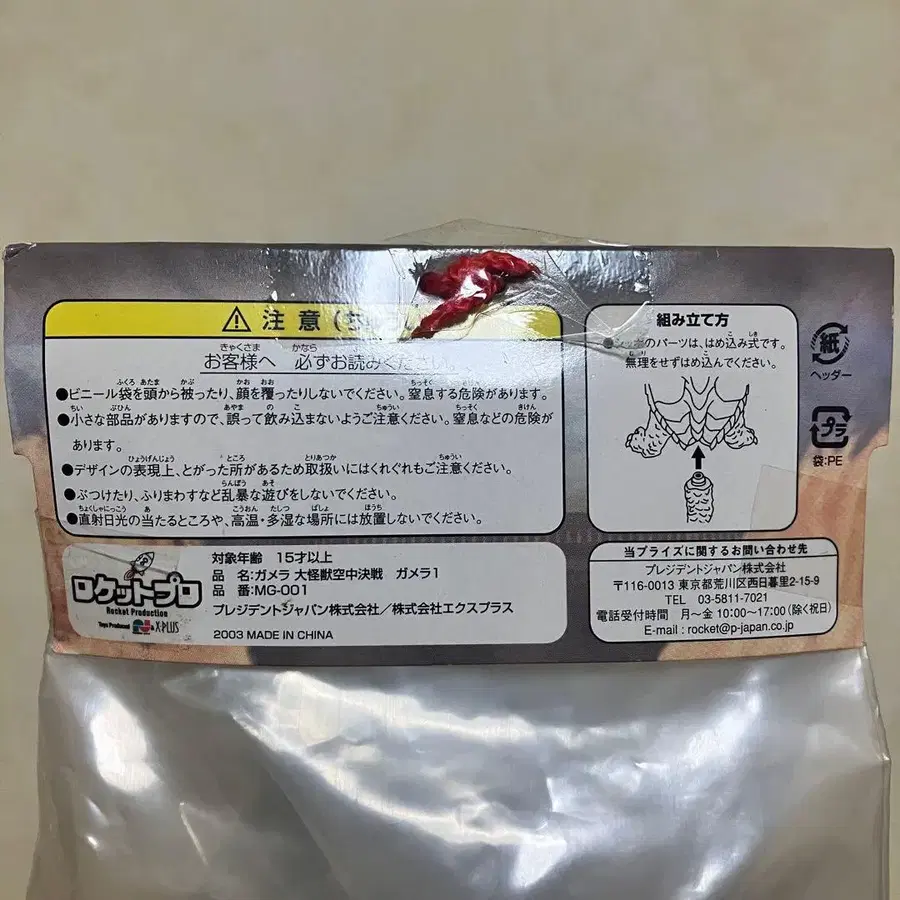 注意
お客様へ 必ずお読みください。
●ビニール袋を頭から被ったり、顔を覆ったりしないでください。窒息する危険があります。
●小さな部品がありますので、誤って飲み込まないようご注意ください。窒息などの危険が
あります。
●デザインの表現上、とがった所があるため取扱いにはくれぐれもご注意ください。
●ぶつけたり、ふりまわすなど乱暴な遊びをしないでください。
●直射日光の当たるところや、高温・多湿な場所には放置しないでください。
組み立て方
のパーツは、はめ込み式です。
無理をせずはめ込んでください。
紙
ヘッダー
プラ
袋:PE
ロケットプロ
Rocket Production
Toys Produced
& X-PLUS
対象年齢 15才以上
品 名:ガメラ 大怪獣空中決戦 ガメラ1
品 番:MG-001
プレジデントジャパン株式会社/株式会社エクスプラス
2003 MADE IN CHINA
当プライズに関するお問い合わせ先
プレジデントジャパン株式会社
〒116-0013 東京都荒川区西日暮里2-15-9
TEL 03-5811-7021
電話受付時間 月〜金 10:00〜17:00(除く祝日)
E-mail : rocket@p-japan.co.jp